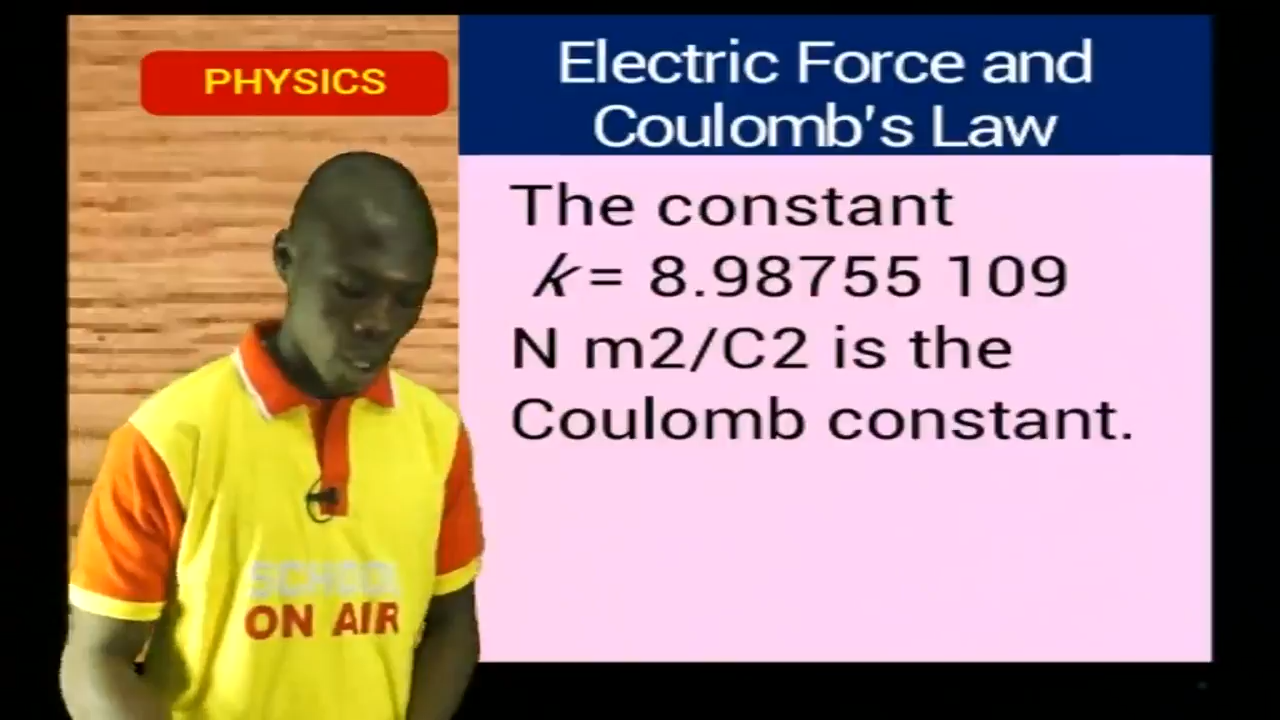 PHYSICS
Electric Force and
Coulomb's Law
The constant
k = 8.98755 109
N m2/C2 is the
Coulomb constant.
SCHOOL
ON AIR